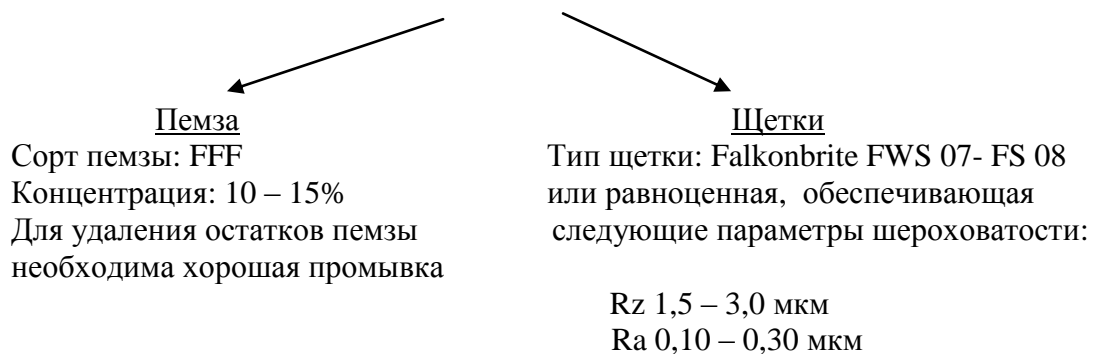 Пемза
Сорт пемзы: FFF
Концентрация: 10 – 15%
Для удаления остатков пемзы
необходима хорошая промывка
Щетки
Тип щетки: Falkonbrite FWS 07- FS 08
или равноценная, обеспечивающая
следующие параметры шероховатости:
Rz 1,5 – 3,0 мкм
Ra 0,10 – 0,30 мкм